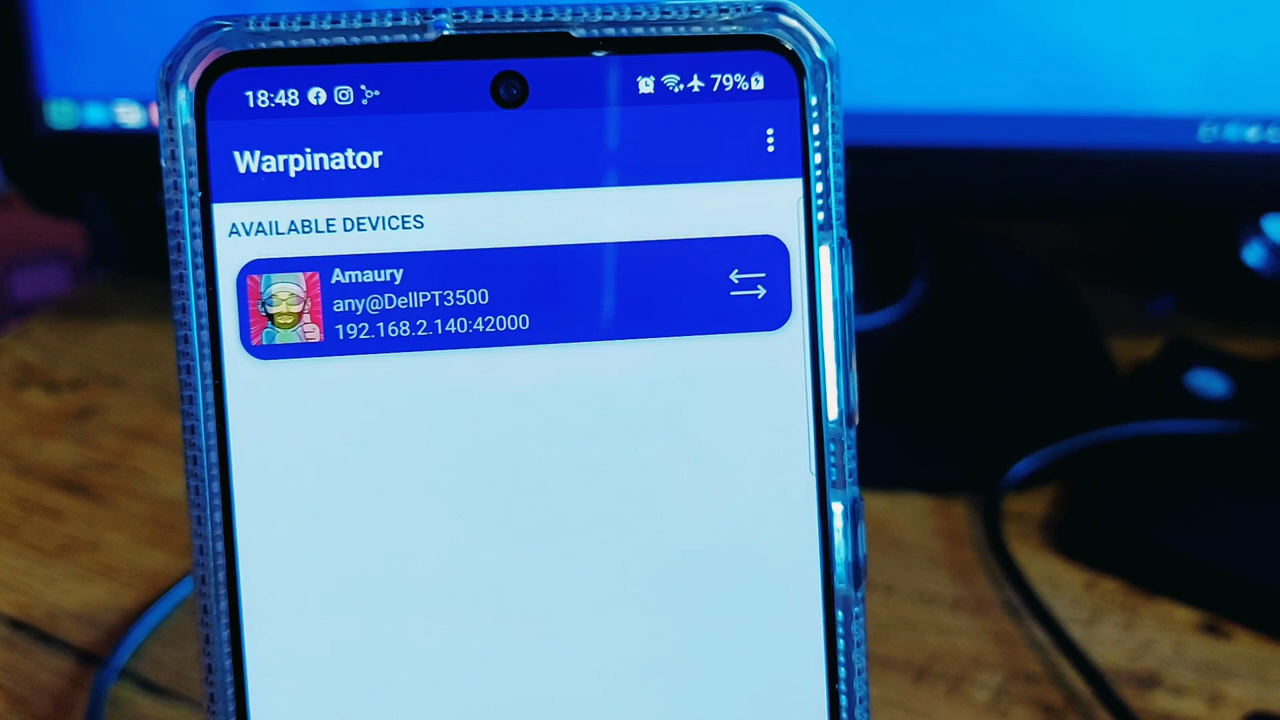 18:48 79%
Warpinator
AVAILABLE DEVICES
Amaury
any@DellPT3500
192.168.2.140:42000